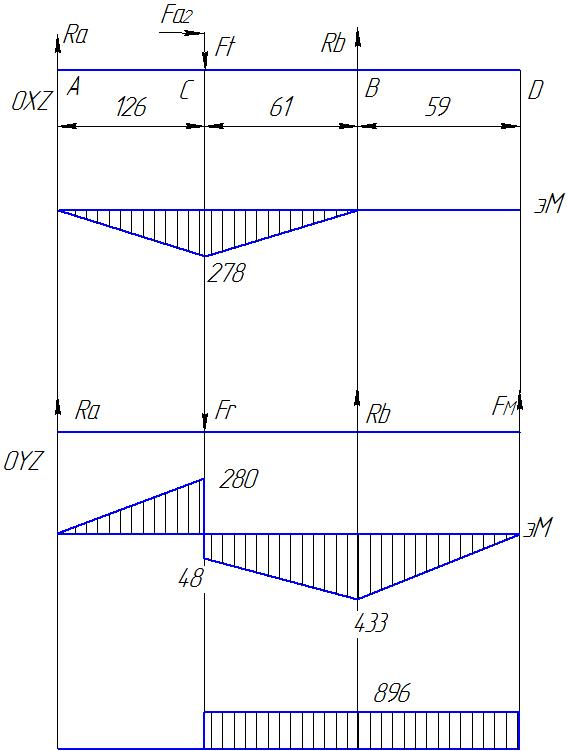 Fa2
Ra
Ft
Rb
OXZ
A
C
B
D
126
61
59
эМ
278
Ra
Fr
Rb
Fм
OYZ
280
эМ
48
433
896